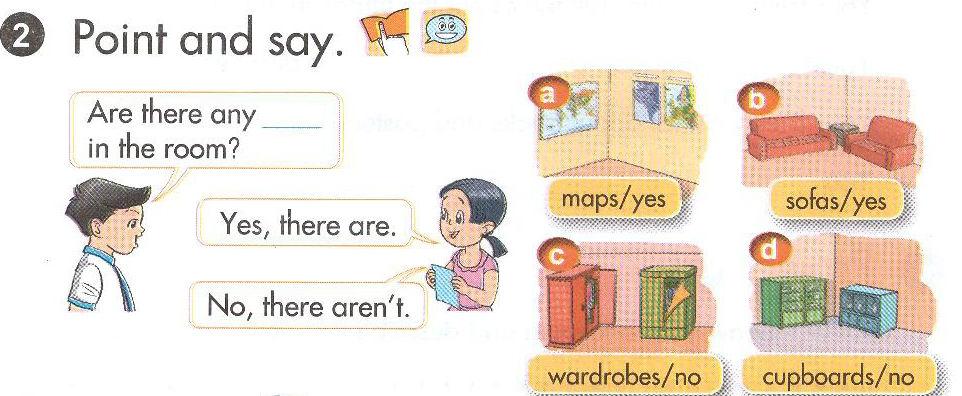 2 Point and say.
Are there any ______
in the room?
Yes, there are.
No, there aren't.
a
maps/yes
b
sofas/yes
c
wardrobes/no
d
cupboards/no